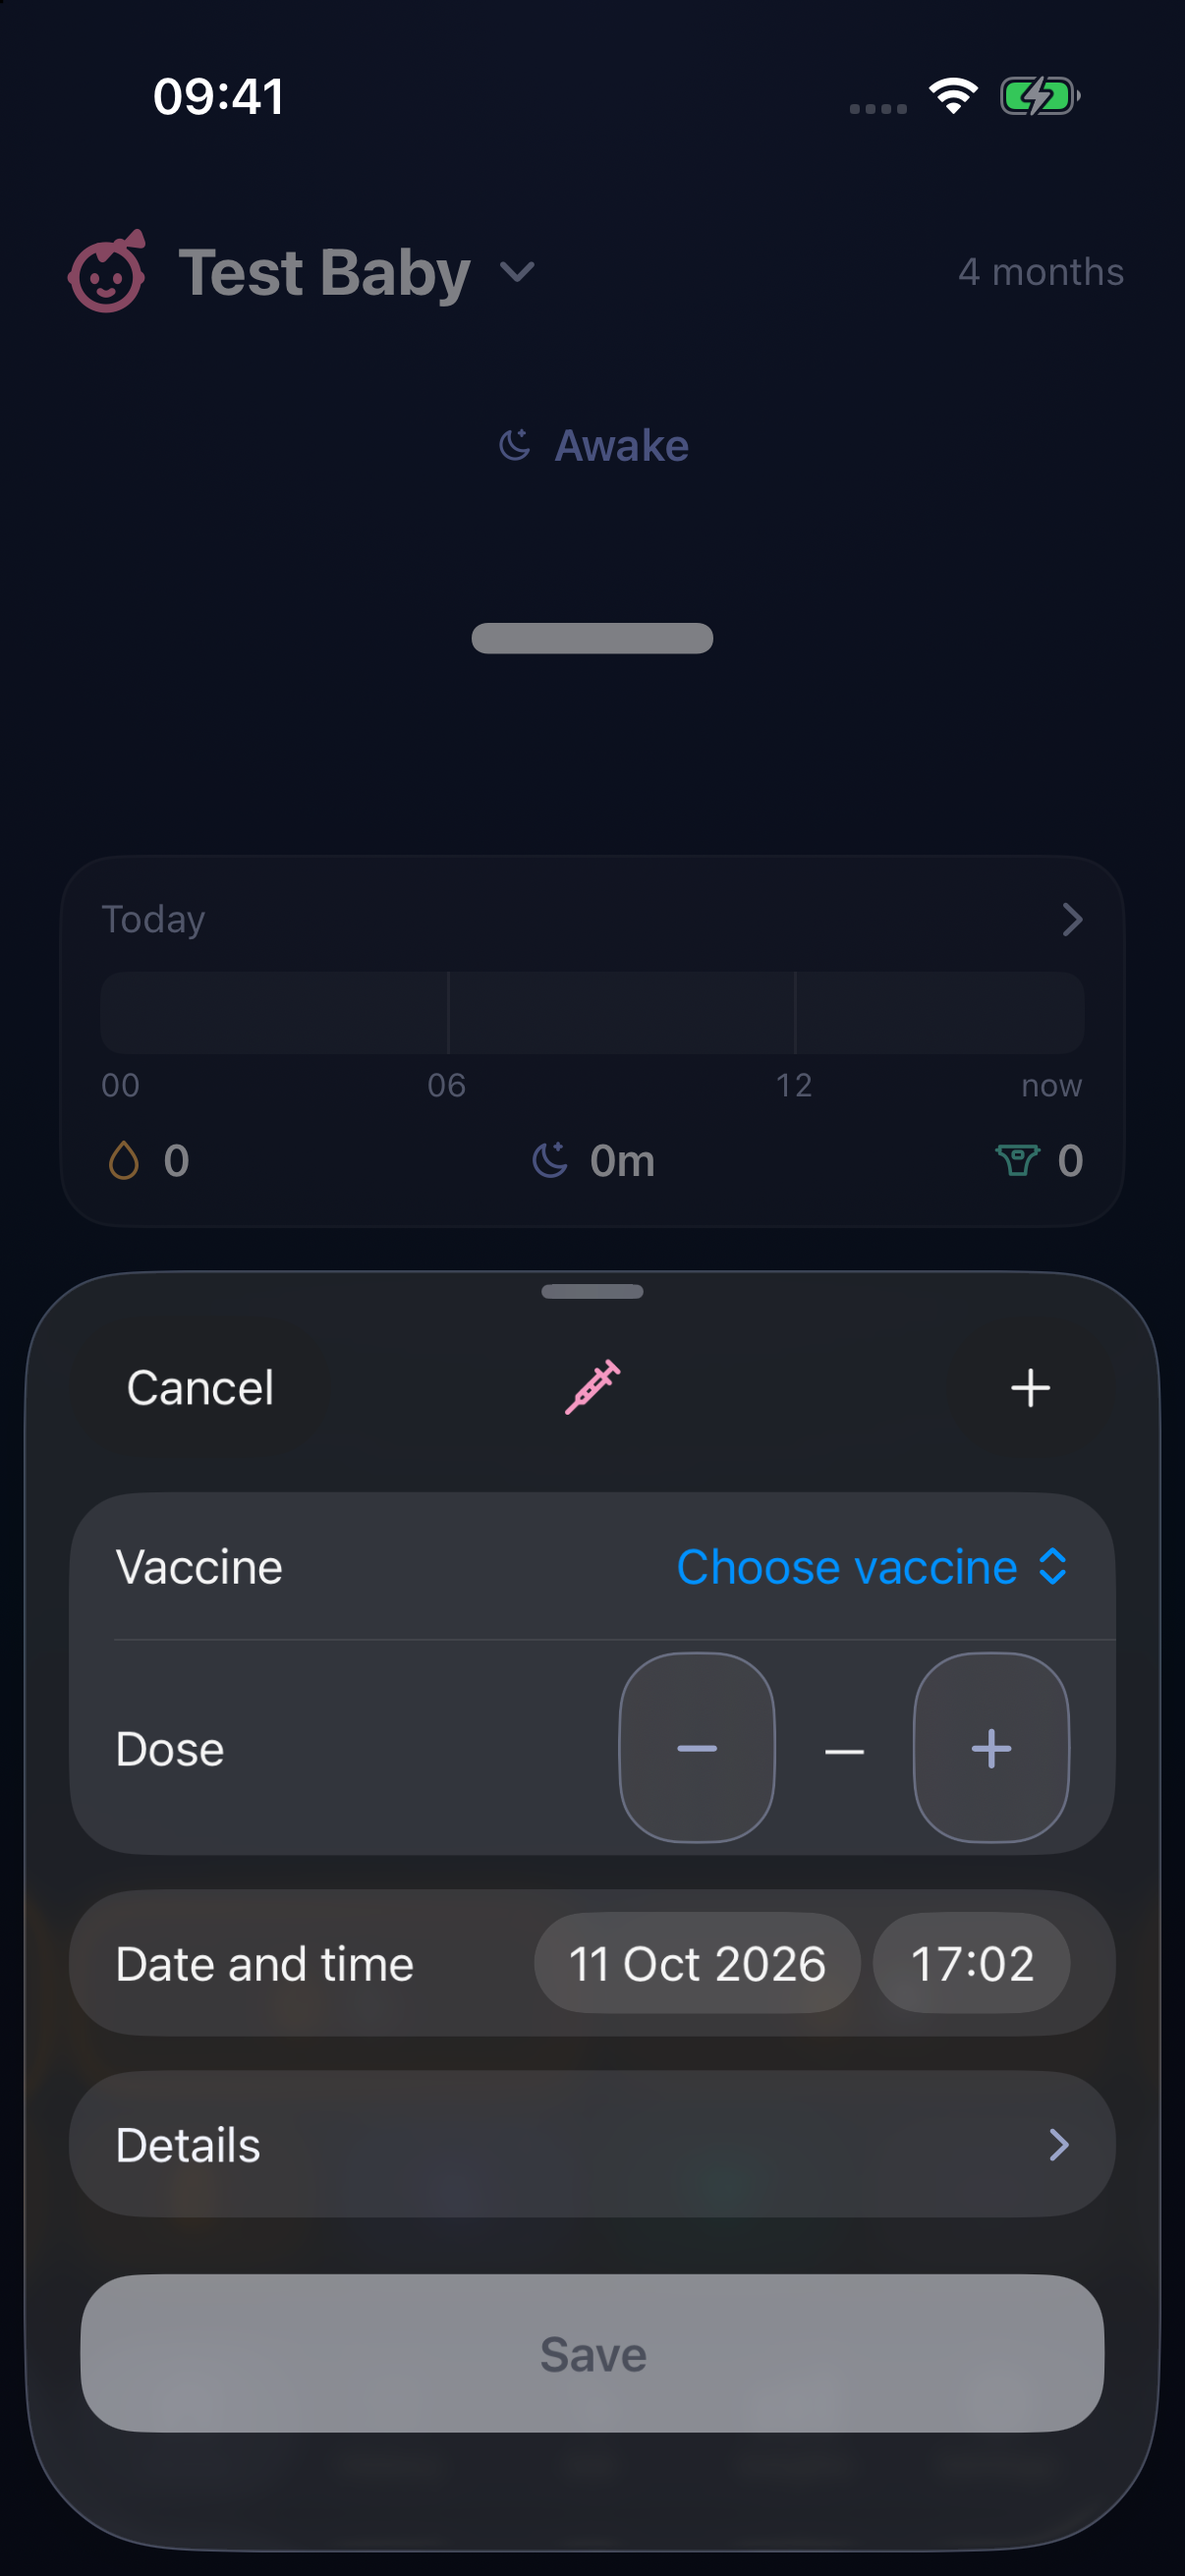 09:41
Test Baby
4 months
Awake
Today
00 06 12 now
0 0m 0
Cancel
Vaccine Choose vaccine
Dose —
Date and time 11 Oct 2026 17:02
Details
Save